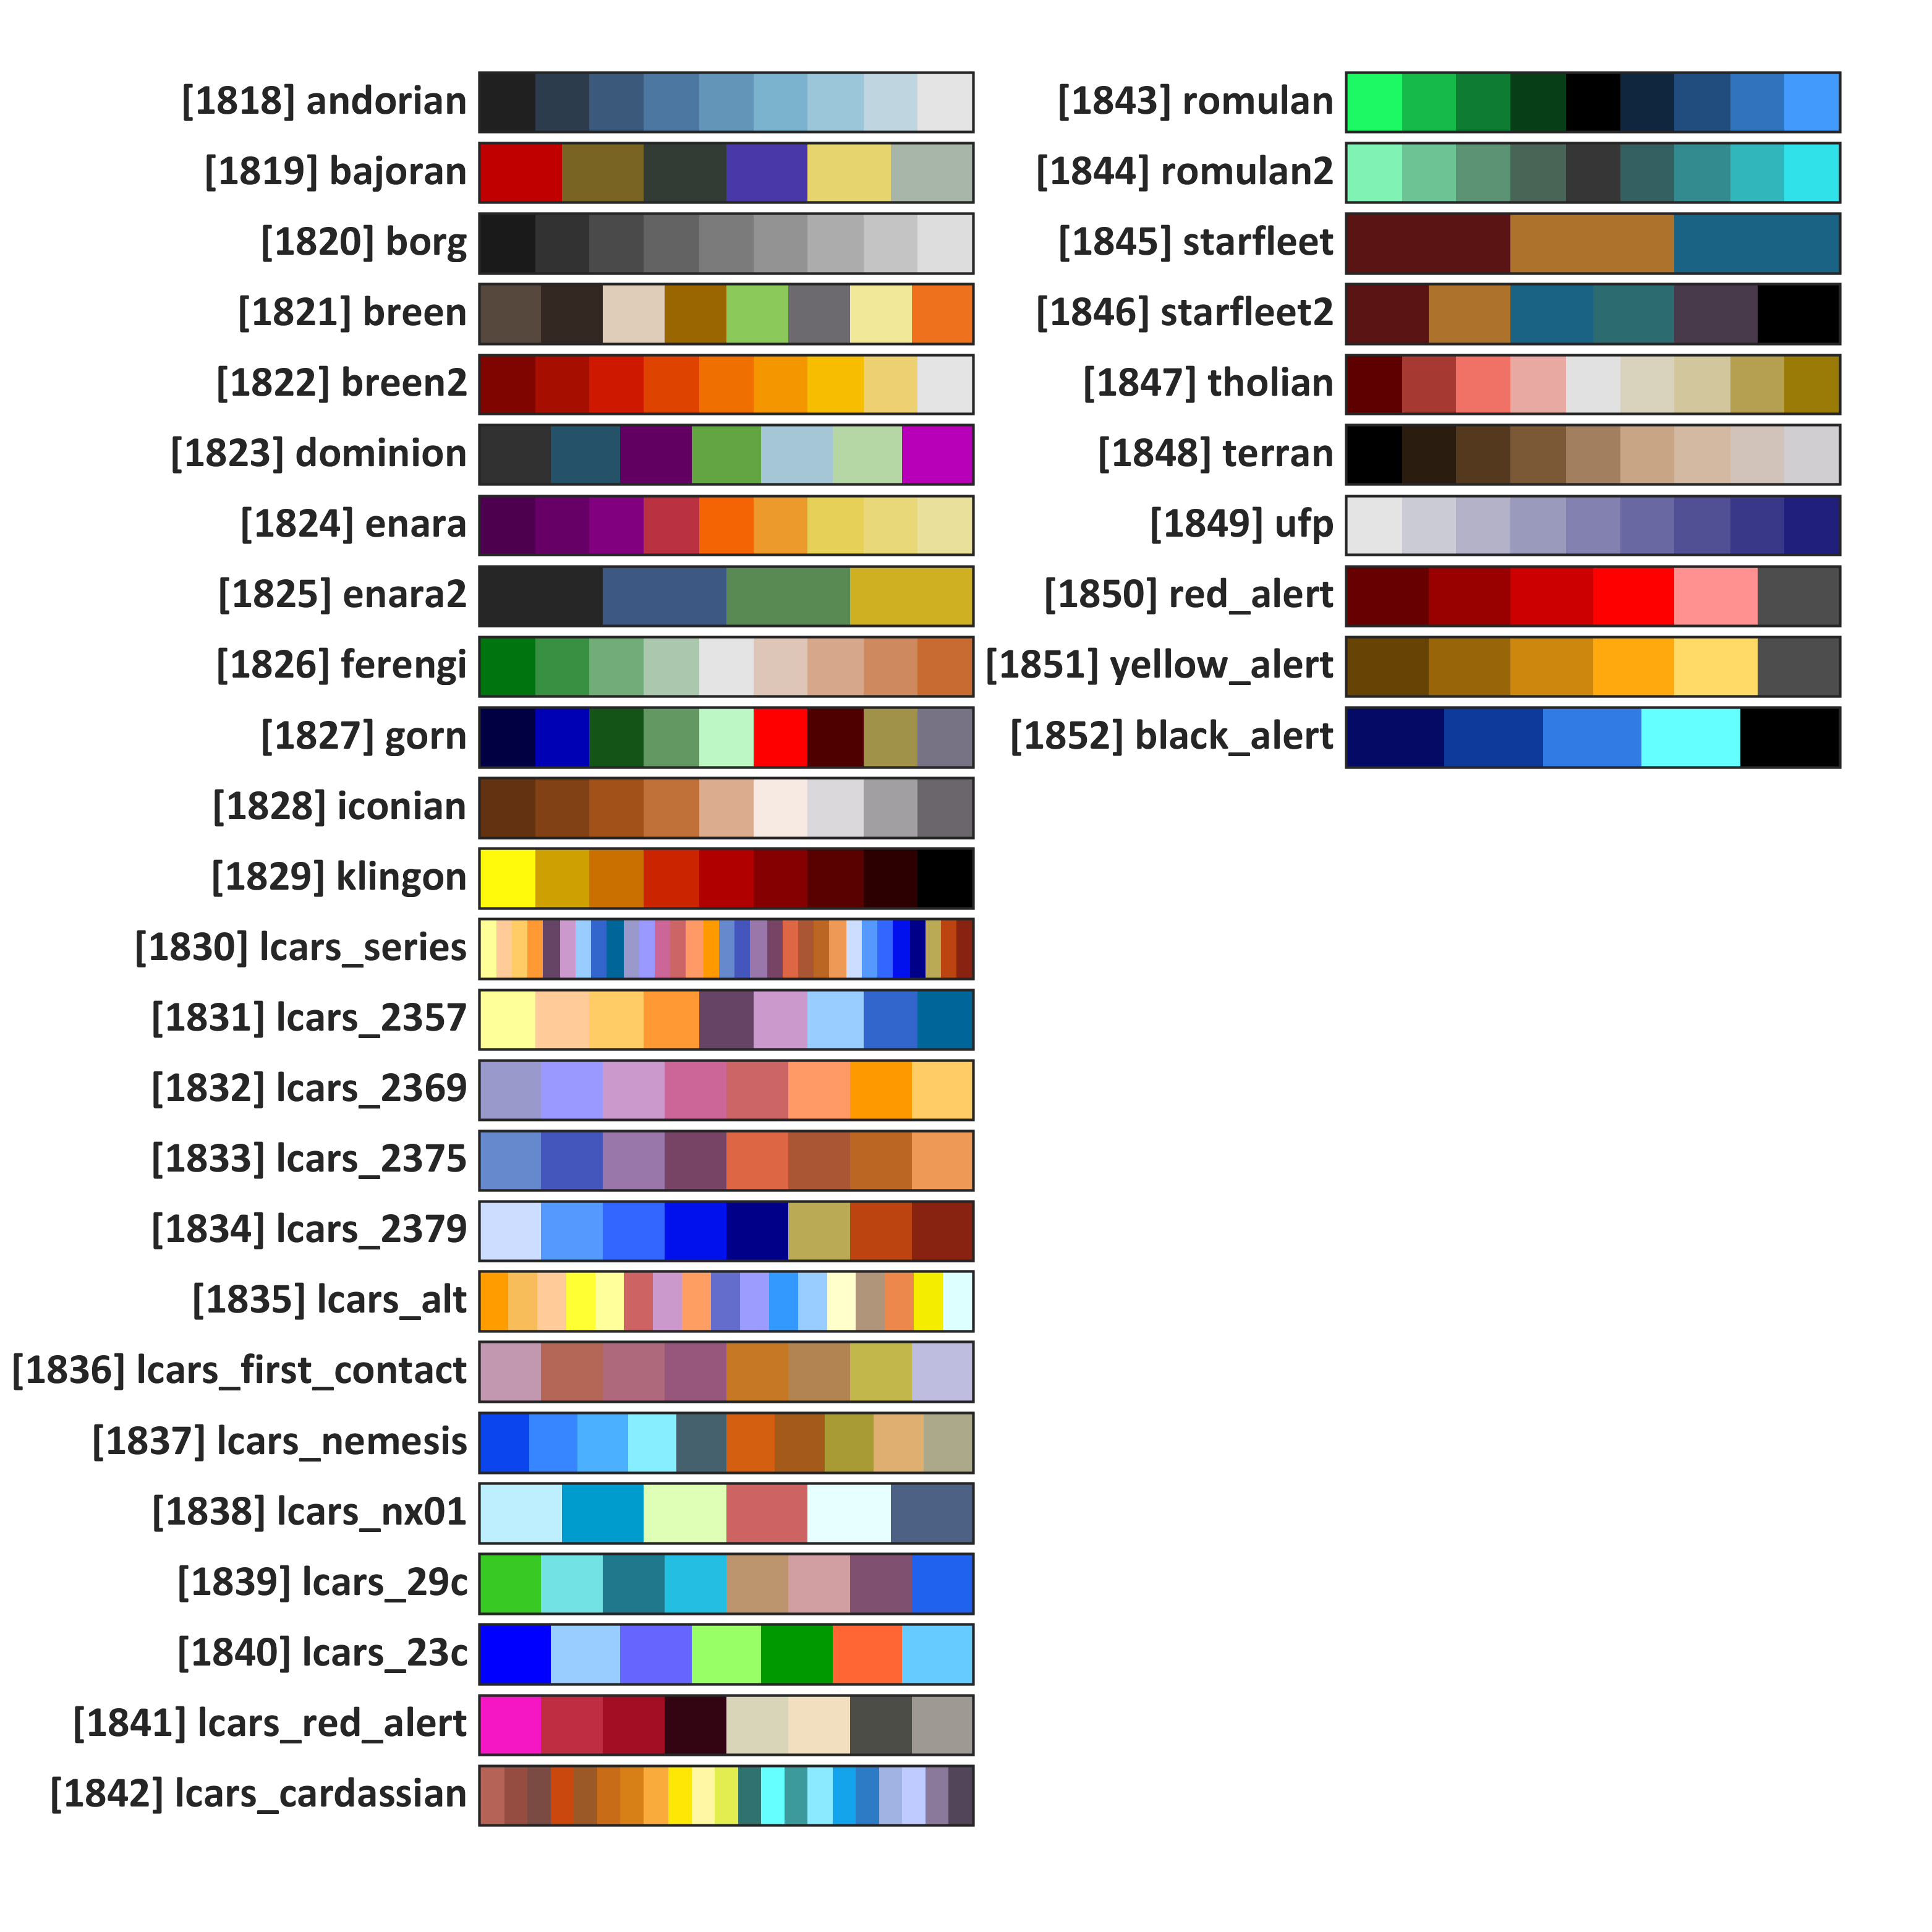 [1818] andorian
[1819] bajoran
[1820] borg
[1821] breen
[1822] breen2
[1823] dominion
[1824] enara
[1825] enara2
[1826] ferengi
[1827] gorn
[1828] iconian
[1829] klingon
[1830] lcars_series
[1831] lcars_2357
[1832] lcars_2369
[1833] lcars_2375
[1834] lcars_2379
[1835] lcars_alt
[1836] lcars_first_contact
[1837] lcars_nemesis
[1838] lcars_nx01
[1839] lcars_29c
[1840] lcars_23c
[1841] lcars_red_alert
[1842] lcars_cardassian
[1843] romulan
[1844] romulan2
[1845] starfleet
[1846] starfleet2
[1847] tholian
[1848] terran
[1849] ufp
[1850] red_alert
[1851] yellow_alert
[1852] black_alert